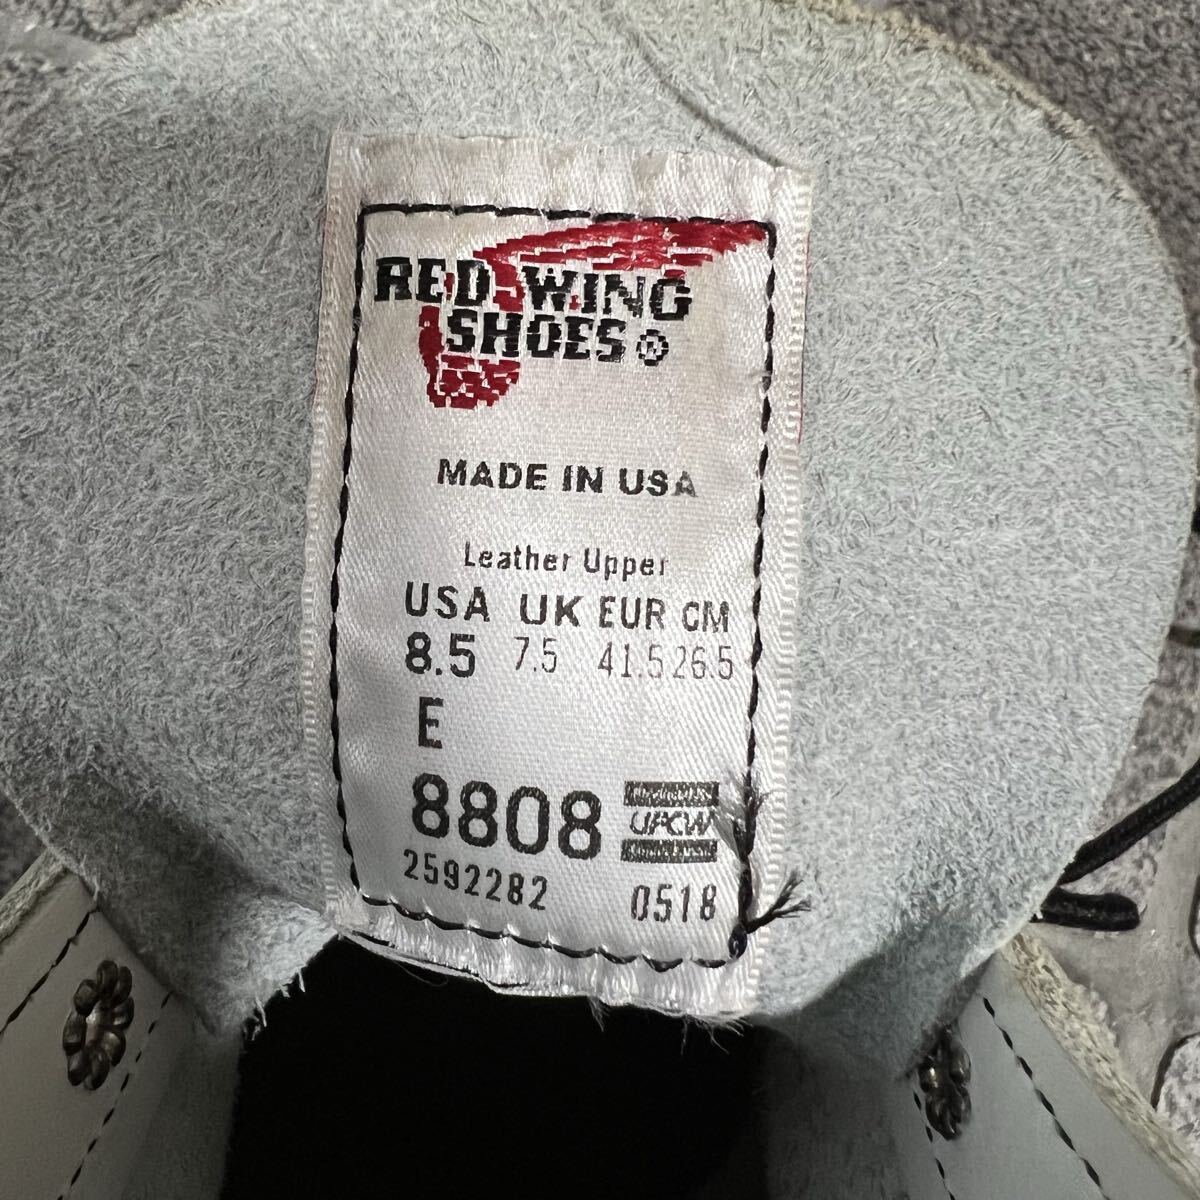 RED WING
SHOES ®
MADE IN USA
Leather Upper
USA UK EUR CM
8.5 7.5 41.5 26.5
E
8808 UFCW
2592282 0518